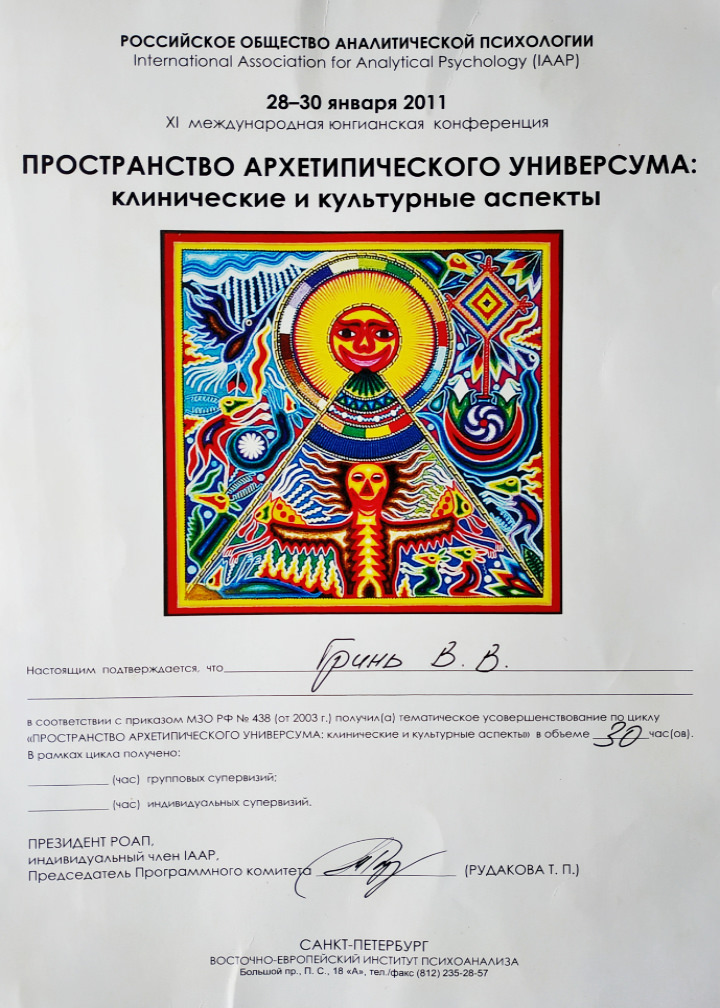 РОССИЙСКОЕ ОБЩЕСТВО АНАЛИТИЧЕСКОЙ ПСИХОЛОГИИ
International Association for Analytical Psychology (IAAP)
28–30 января 2011
XI международная юнгианская конференция
ПРОСТРАНСТВО АРХЕТИПИЧЕСКОГО УНИВЕРСУМА:
клинические и культурные аспекты
Настоящим подтверждается, что Гринь В. В.
в соответствии с приказом МЗО РФ № 438 (от 2003 г.) получил(а) тематическое усовершенствование по циклу
«ПРОСТРАНСТВО АРХЕТИПИЧЕСКОГО УНИВЕРСУМА: клинические и культурные аспекты» в объеме 30 час(ов).
В рамках цикла получено:
(час) групповых супервизий;
(час) индивидуальных супервизий.
ПРЕЗИДЕНТ РОАП,
индивидуальный член IAAP,
Председатель Программного комитета (РУДАКОВА Т. П.)
САНКТ-ПЕТЕРБУРГ
ВОСТОЧНО-ЕВРОПЕЙСКИЙ ИНСТИТУТ ПСИХОАНАЛИЗА
Большой пр., П. С., 18 «А», тел./факс (812) 235-28-57